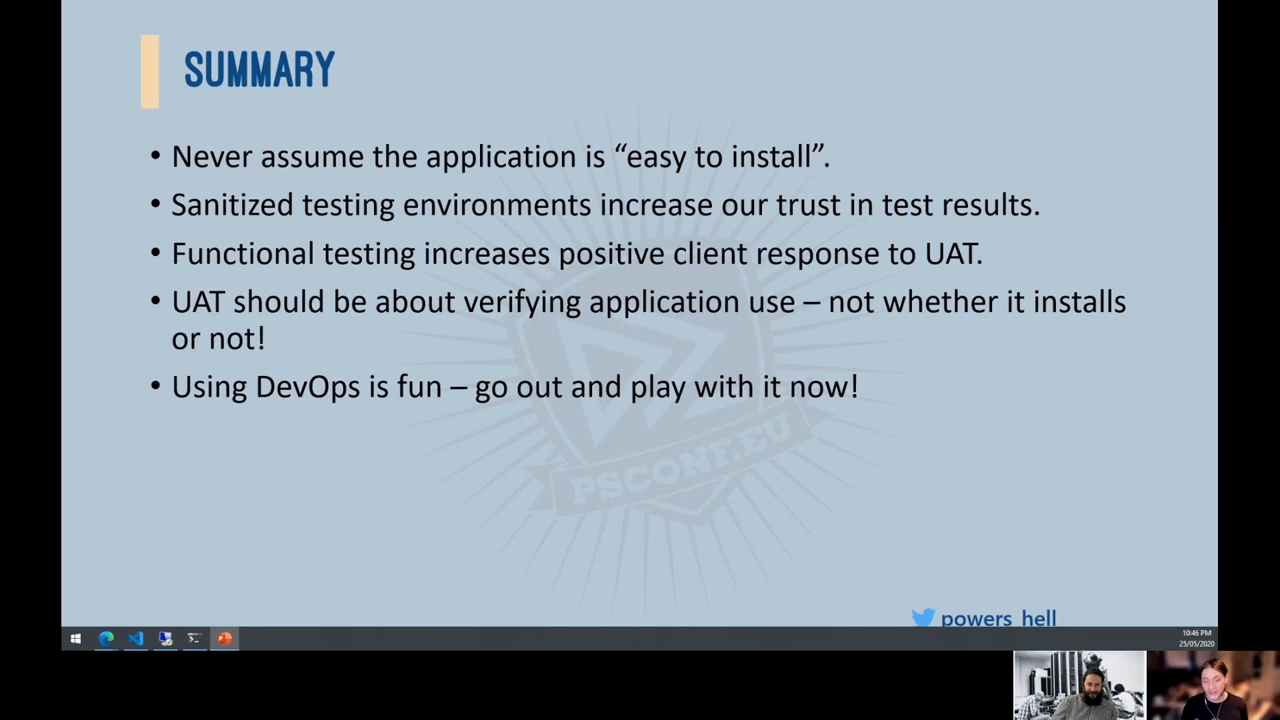 SUMMARY
• Never assume the application is “easy to install”.
• Sanitized testing environments increase our trust in test results.
• Functional testing increases positive client response to UAT.
• UAT should be about verifying application use – not whether it installs
or not!
• Using DevOps is fun – go out and play with it now!
PSCONF.EU
powers_hell
10:46 PM
25/05/2020